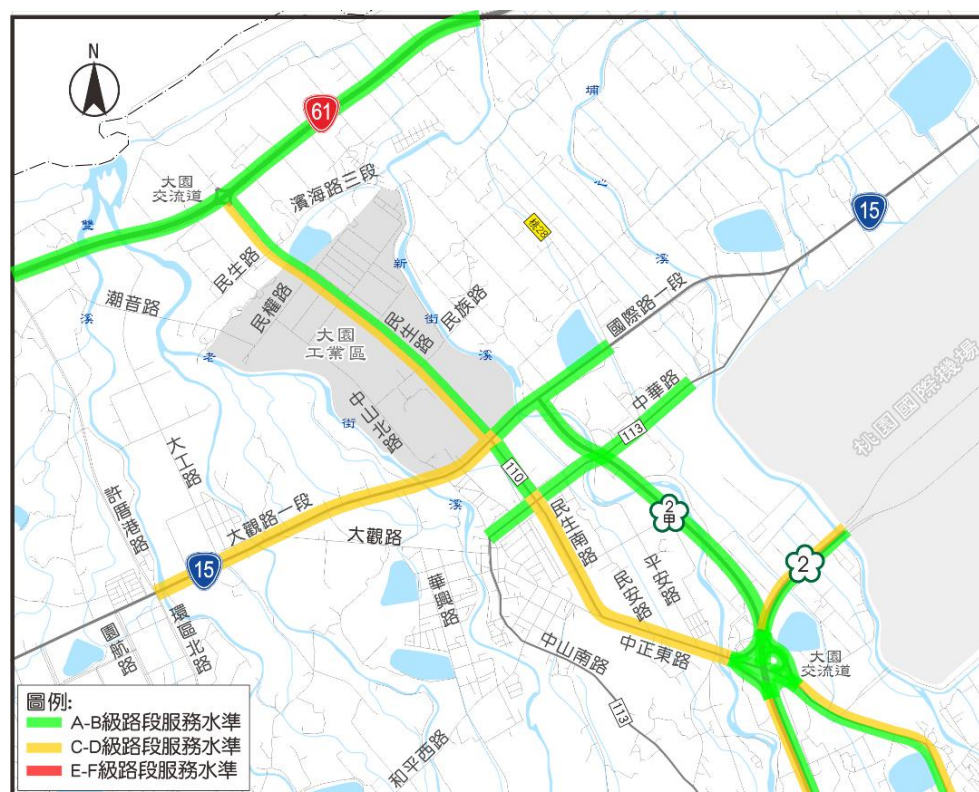 N
61
大園
交流道
濱海路三段
埔
心
溪
15
桃28
雙
溪
民生路
潮音路
民權路
新
街
溪
民族路
國際路一段
大園
工業區
民生路
老
街
溪
中山北路
中華路
113
桃園國際機場
110
大工路
許厝港路
大觀路一段
大觀路
2
甲
民生南路
平安路
民安路
2
15
華興路
環區北路
園航路
中山南路
中正東路
大園
交流道
113
和平西路
圖例:
A-B級路段服務水準
C-D級路段服務水準
E-F級路段服務水準